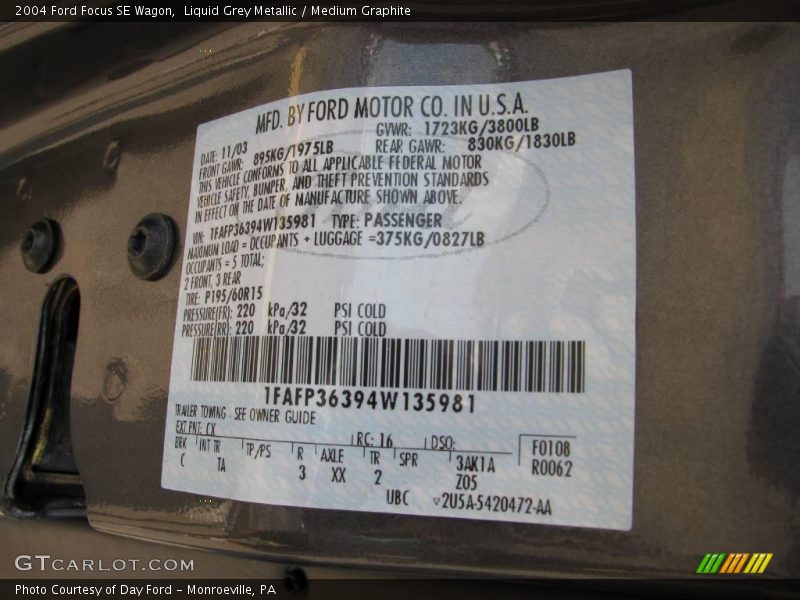 2004 Ford Focus SE Wagon,  Liquid Grey Metallic / Medium Graphite
MFD. BY FORD MOTOR CO. IN U.S.A.
DATE: 11/03 GVWR: 1723KG/3800LB
FRONT GAWR: 895KG/1975LB REAR GAWR: 830KG/1830LB
THIS VEHICLE CONFORMS TO ALL APPLICABLE FEDERAL MOTOR
VEHICLE SAFETY, BUMPER, AND THEFT PREVENTION STANDARDS
IN EFFECT ON THE DATE OF MANUFACTURE SHOWN ABOVE.
VIN: 1FAFP36394W135981 TYPE: PASSENGER
MAXIMUM LOAD = OCCUPANTS + LUGGAGE =375KG/0827LB
OCCUPANTS = 5 TOTAL;
2 FRONT, 3 REAR
TIRE: P195/60R15
PRESSURE(FR): 220 kPa/32 PSI COLD
PRESSURE(RR): 220 kPa/32 PSI COLD
1FAFP36394W135981
TRAILER TOWING - SEE OWNER GUIDE
EXT PNT: CX RC: 16 DSO: F0108
BRK INT TR TP/PS R AXLE TR SPR R0062
C TA 3 XX 2 3AK1A
Z05
UBC 2U5A-5420472-AA
GTCARLOT.COM
Photo Courtesy of Day Ford – Monroeville, PA